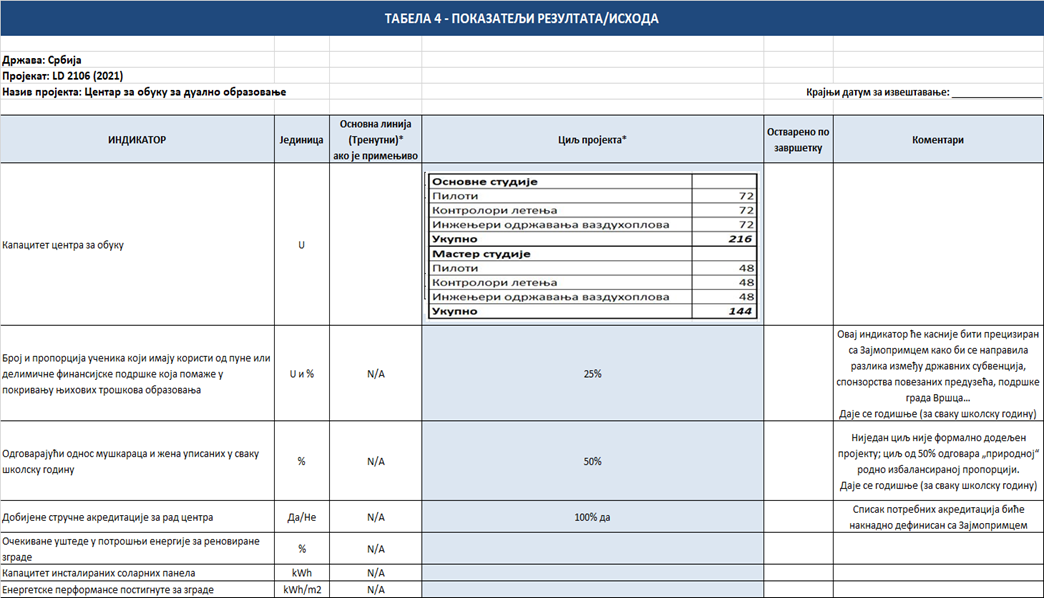 ТАБЕЛА 4 - ПОКАЗАТЕЉИ РЕЗУЛТАТА/ИСХОДА
Држава: Србија
Пројекат: LD 2106 (2021)
Назив пројекта: Центар за обуку за дуално образовање
Крајњи датум за извештавање: ________________
ИНДИКАТОР
Јединица
Основна линија
(Тренутни)*
ако је примењиво
Циљ пројекта*
Остварено по
завршетку
Коментари
Капацитет центра за обуку
U
Основне студије
Пилоти 72
Контролори летења 72
Инжењери одржавања ваздухоплова 72
Укупно 216
Мастер студије
Пилоти 48
Контролори летења 48
Инжењери одржавања ваздухоплова 48
Укупно 144
Број и пропорција ученика који имају користи од пуне или
делимичне финансијске подршке која помаже у
покривању њихових трошкова образовања
U и %
N/A
25%
Овај индикатор ће касније бити прецизиран
са Зајмопримцем како би се направила
разлика између државних субвенција,
спонзорства повезаних предузећа, подршке
града Вршца...
Даје се годишње (за сваку школску годину)
Одговарајући однос мушкараца и жена уписаних у сваку
школску годину
%
N/A
50%
Ниједан циљ није формално додељен
пројекту; циљ од 50% одговара „природној“
родно избалансираној пропорцији.
Даје се годишње (за сваку школску годину)
Добијене стручне акредитације за рад центра
Да/Не
N/A
100% да
Списак потребних акредитација биће
накнадно дефинисан са Зајмопримцем
Очекиване уштеде у потрошњи енергије за реновиране
зграде
%
N/A
Капацитет инсталираних соларних панела
kWh
N/A
Енергетске перформансе постигнуте за зграде
kWh/m2
N/A